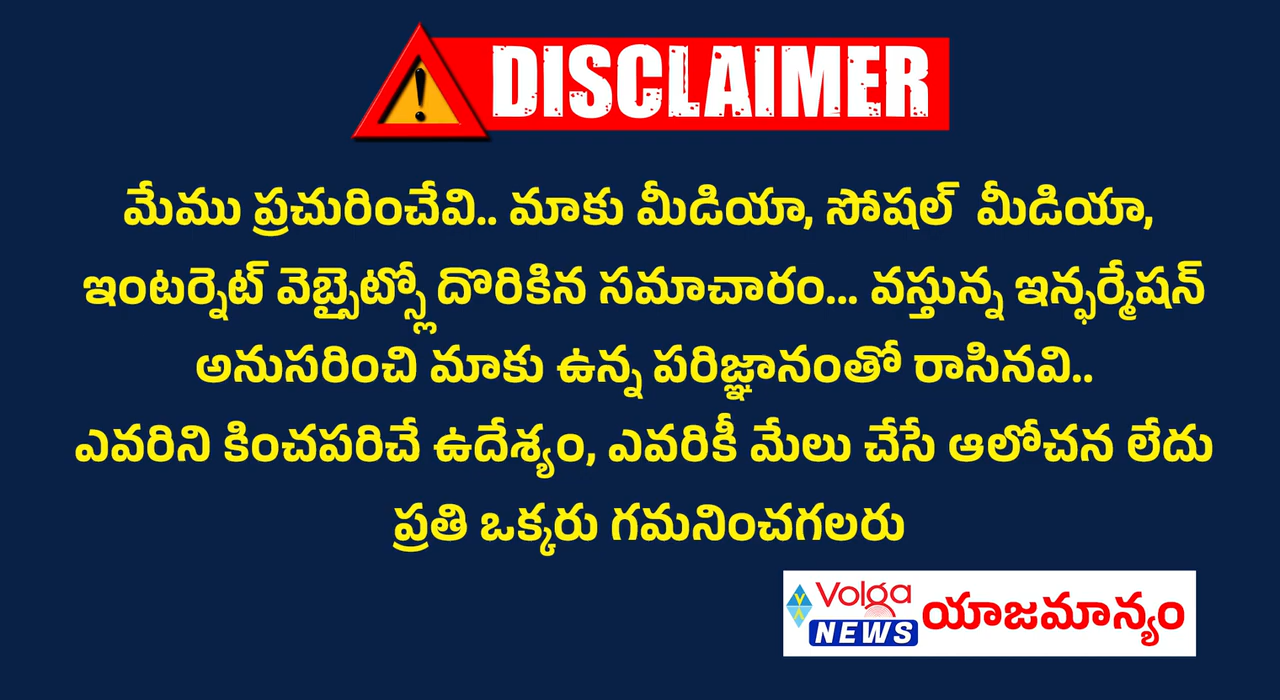 DISCLAIMER
మేము ప్రచురించేవి.. మాకు మీడియా, సోషల్ మీడియా,
ఇంటర్నెట్ వెబ్సైట్స్లో దొరికిన సమాచారం... వస్తున్న ఇన్ఫర్మేషన్
అనుసరించి మాకు ఉన్న పరిజ్ఞానంతో రాసినవి..
ఎవరిని కించపరిచే ఉదేశ్యం, ఎవరికీ మేలు చేసే ఆలోచన లేదు
ప్రతి ఒక్కరు గమనించగలరు
Volga
NEWS యాజమాన్యం